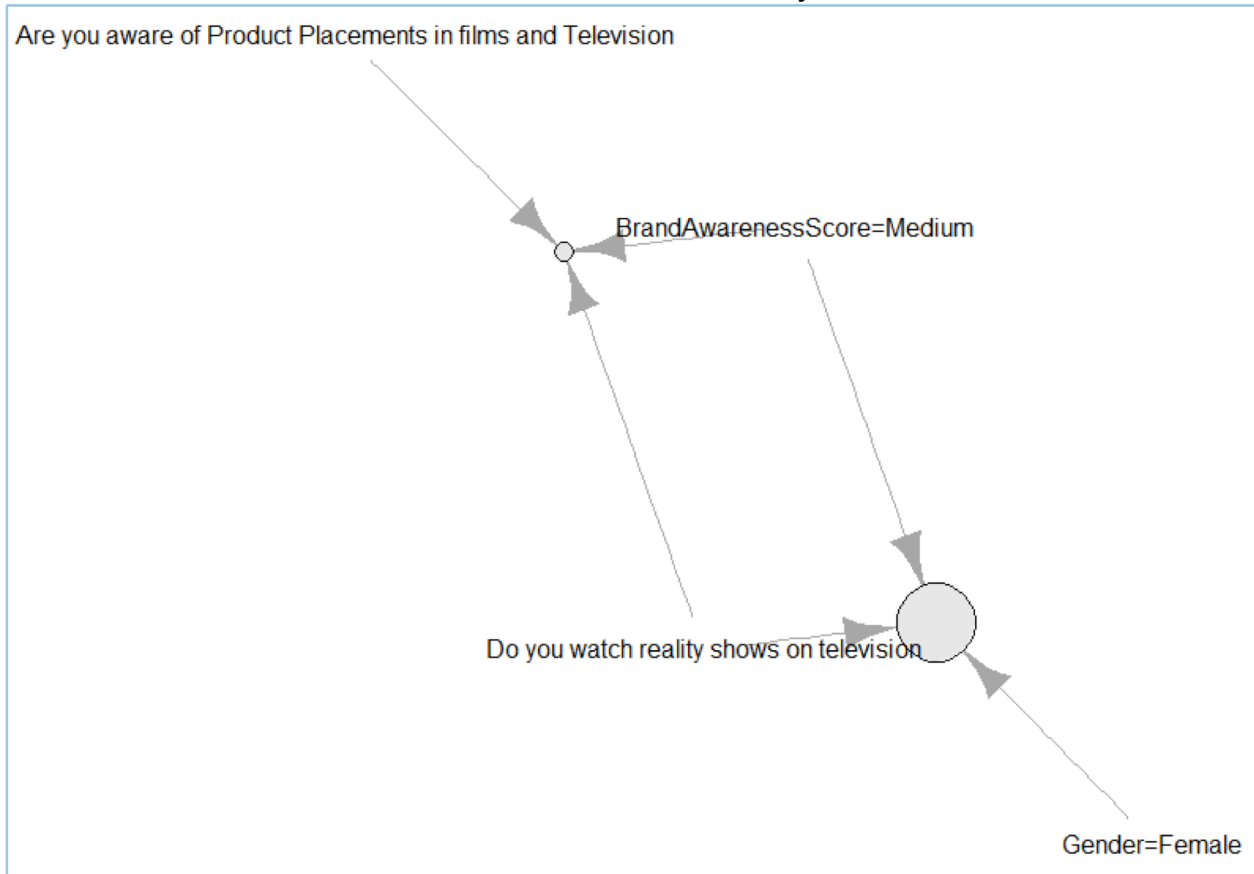 Are you aware of Product Placements in films and Television
BrandAwarenessScore=Medium
Do you watch reality shows on television
Gender=Female